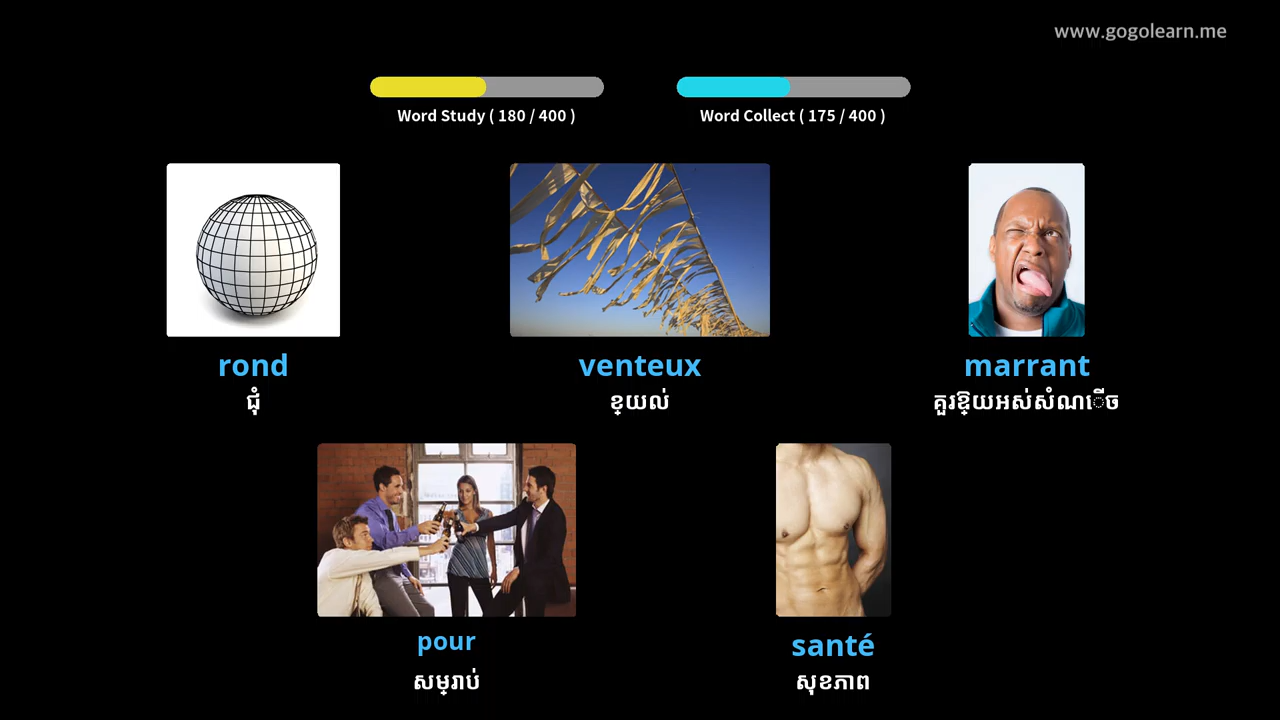 www.gogolearn.me
Word Study ( 180 / 400 )
Word Collect ( 175 / 400 )
rond
ជុំ
venteux
ខ្យល់
marrant
គួរឱ្យអស់សំណើច
pour
សម្រាប់
santé
សុខភាព